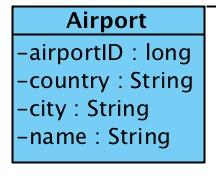 Airport
-airportID : long
-country : String
-city : String
-name : String